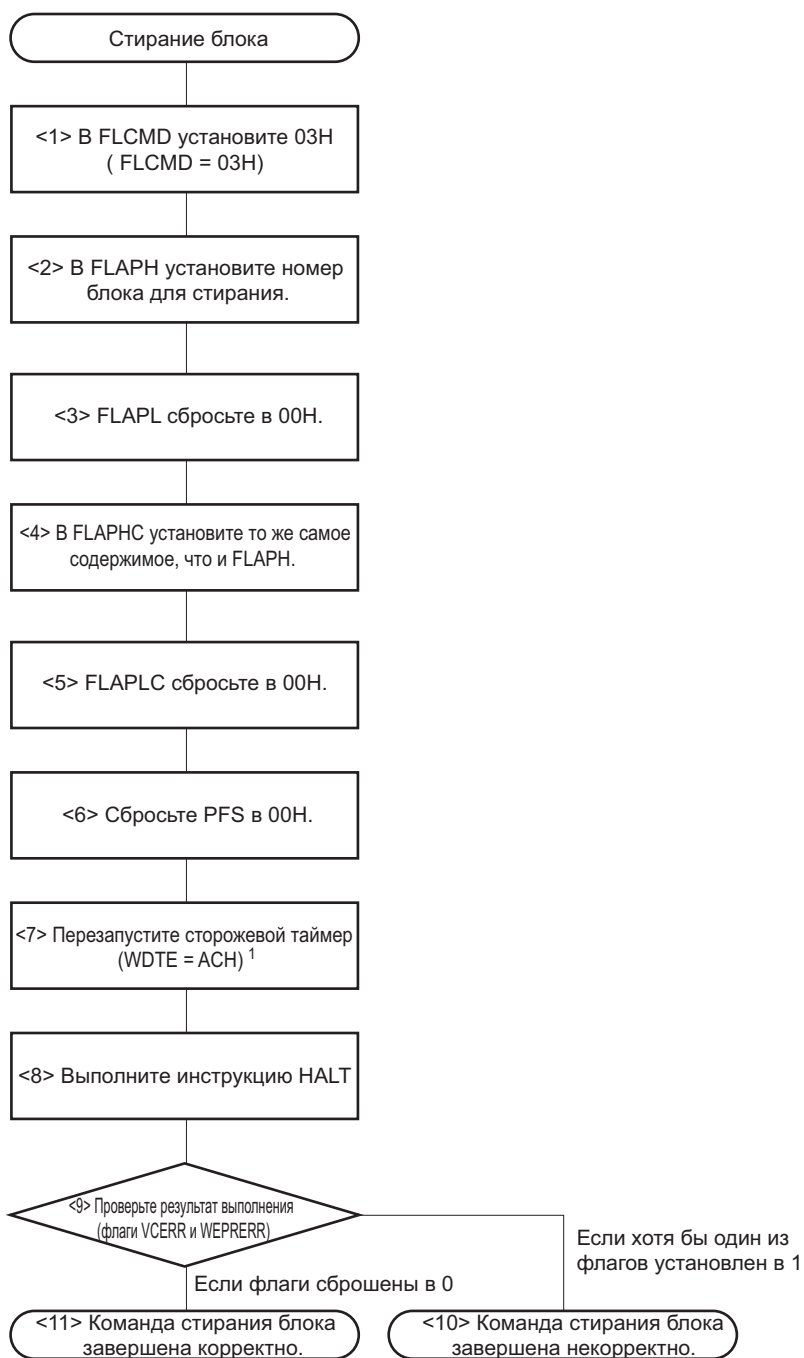 Стирание блока
<1> В FLCMD установите 03H
( FLCMD = 03H)
<2> В FLAPH установите номер
блока для стирания.
<3> FLAPL сбросьте в 00H.
<4> В FLAPHC установите то же самое
содержимое, что и FLAPH.
<5> FLAPLC сбросьте в 00H.
<6> Сбросьте PFS в 00H.
<7> Перезапустите сторожевой таймер
(WDTE = ACH) 1
<8> Выполните инструкцию HALT
<9> Проверьте результат выполнения
(флаги VCERR и WEPRERR)
Если хотя бы один из
флагов установлен в 1
Если флаги сброшены в 0
<11> Команда стирания блока
завершена корректно.
<10> Команда стирания блока
завершена некорректно.